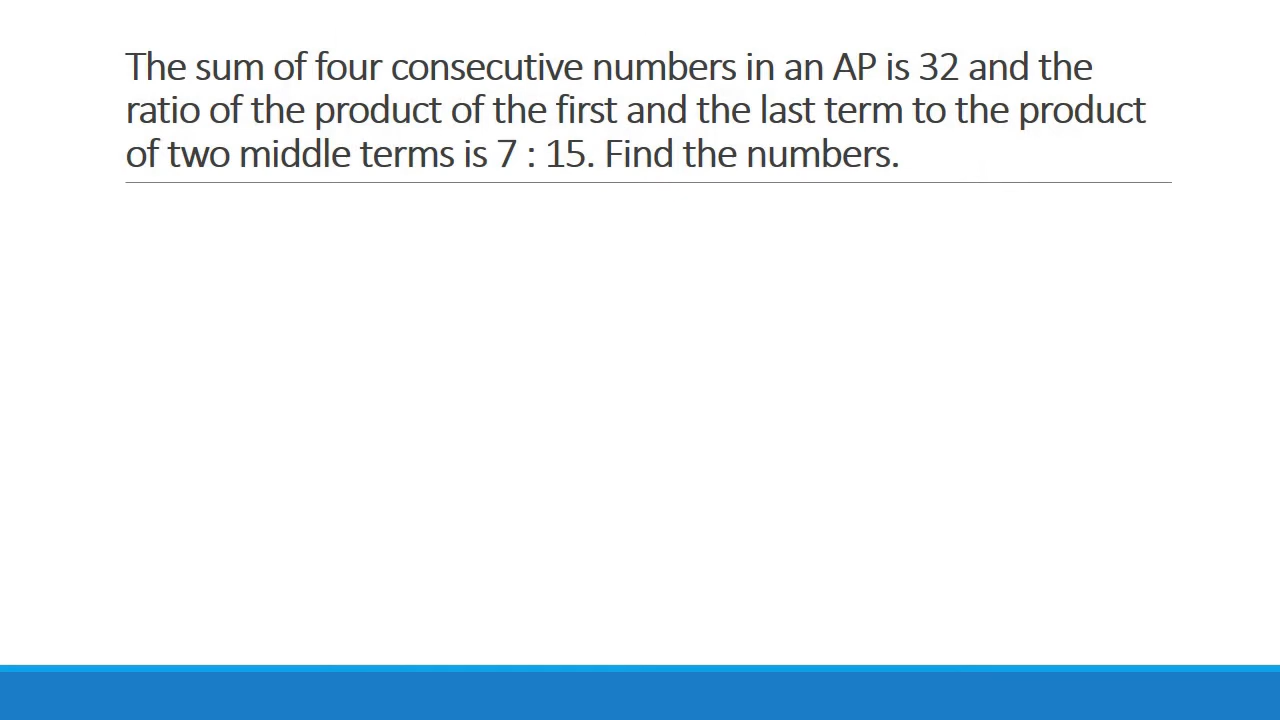 The sum of four consecutive numbers in an AP is 32 and the
ratio of the product of the first and the last term to the product
of two middle terms is 7 : 15. Find the numbers.